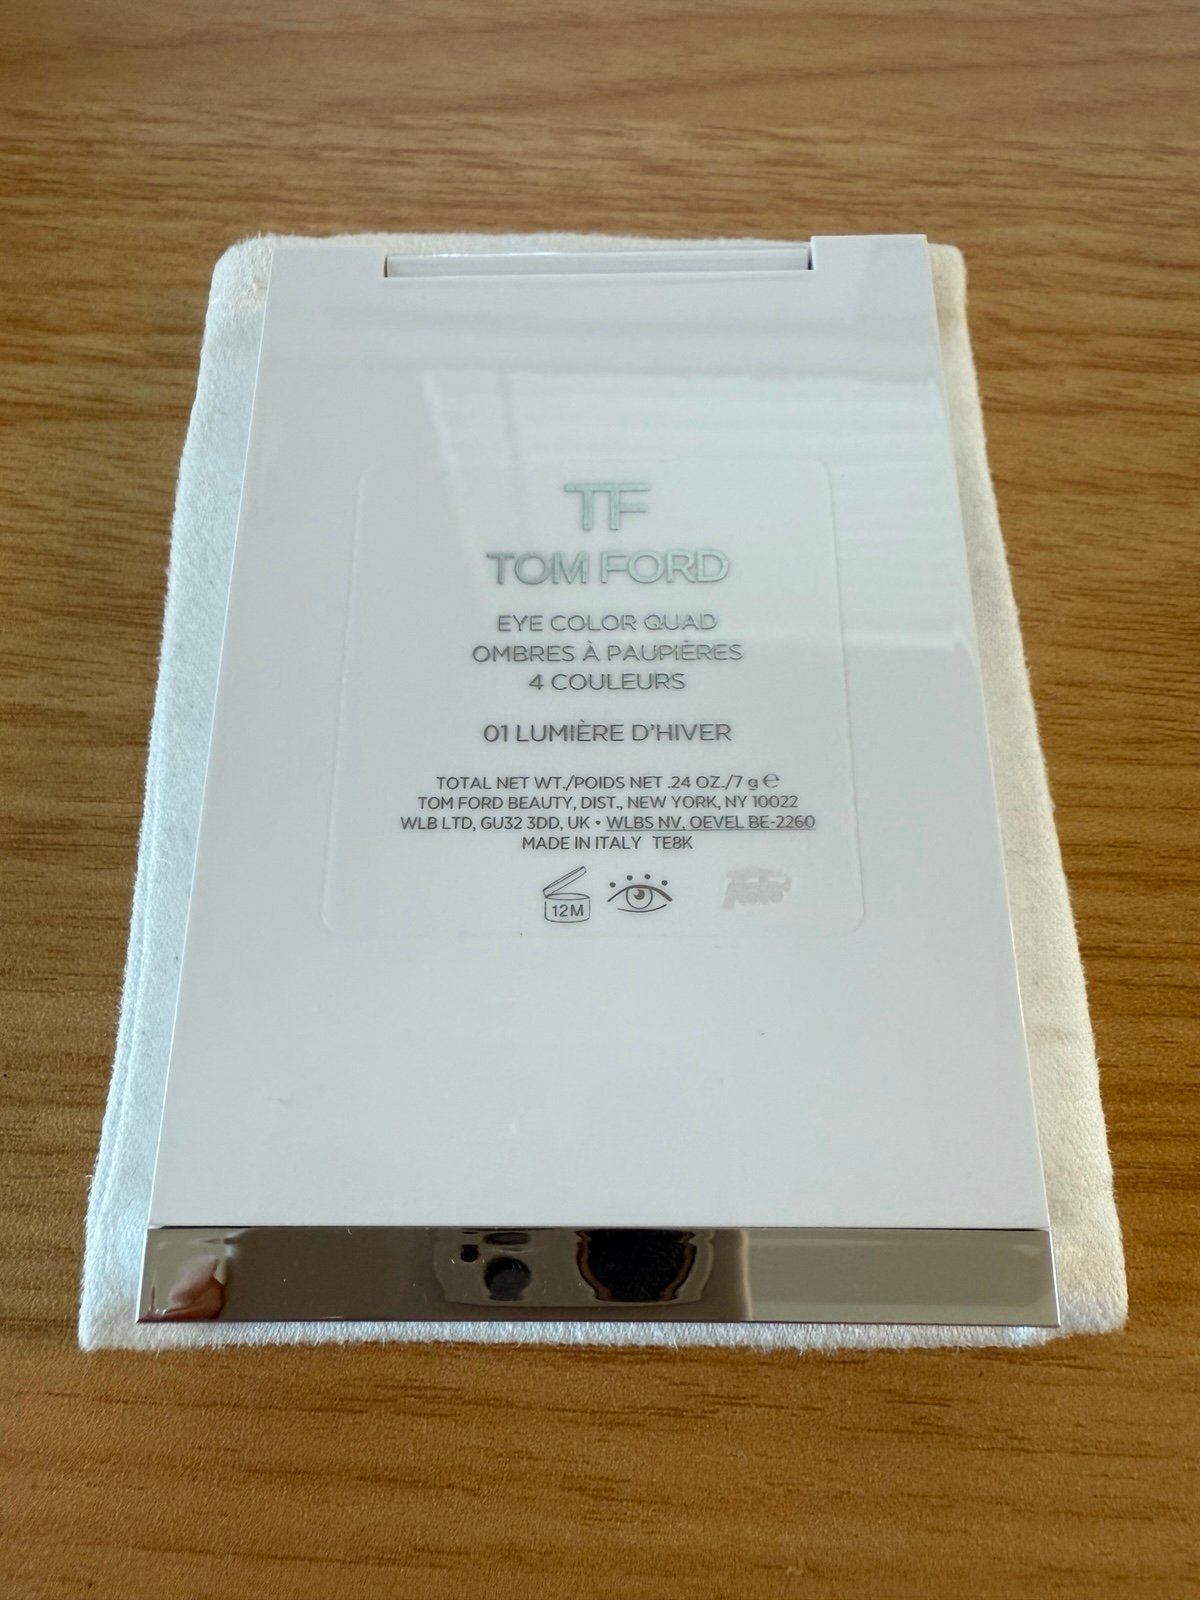 TF
TOM FORD
EYE COLOR QUAD
OMBRES À PAUPIÈRES
4 COULEURS
01 LUMIÈRE D'HIVER
TOTAL NET WT./POIDS NET .24 OZ./7 g ℮
TOM FORD BEAUTY, DIST., NEW YORK, NY 10022
WLB LTD, GU32 3DD, UK • WLBS NV, OEVEL BE-2260
MADE IN ITALY TE8K
12M